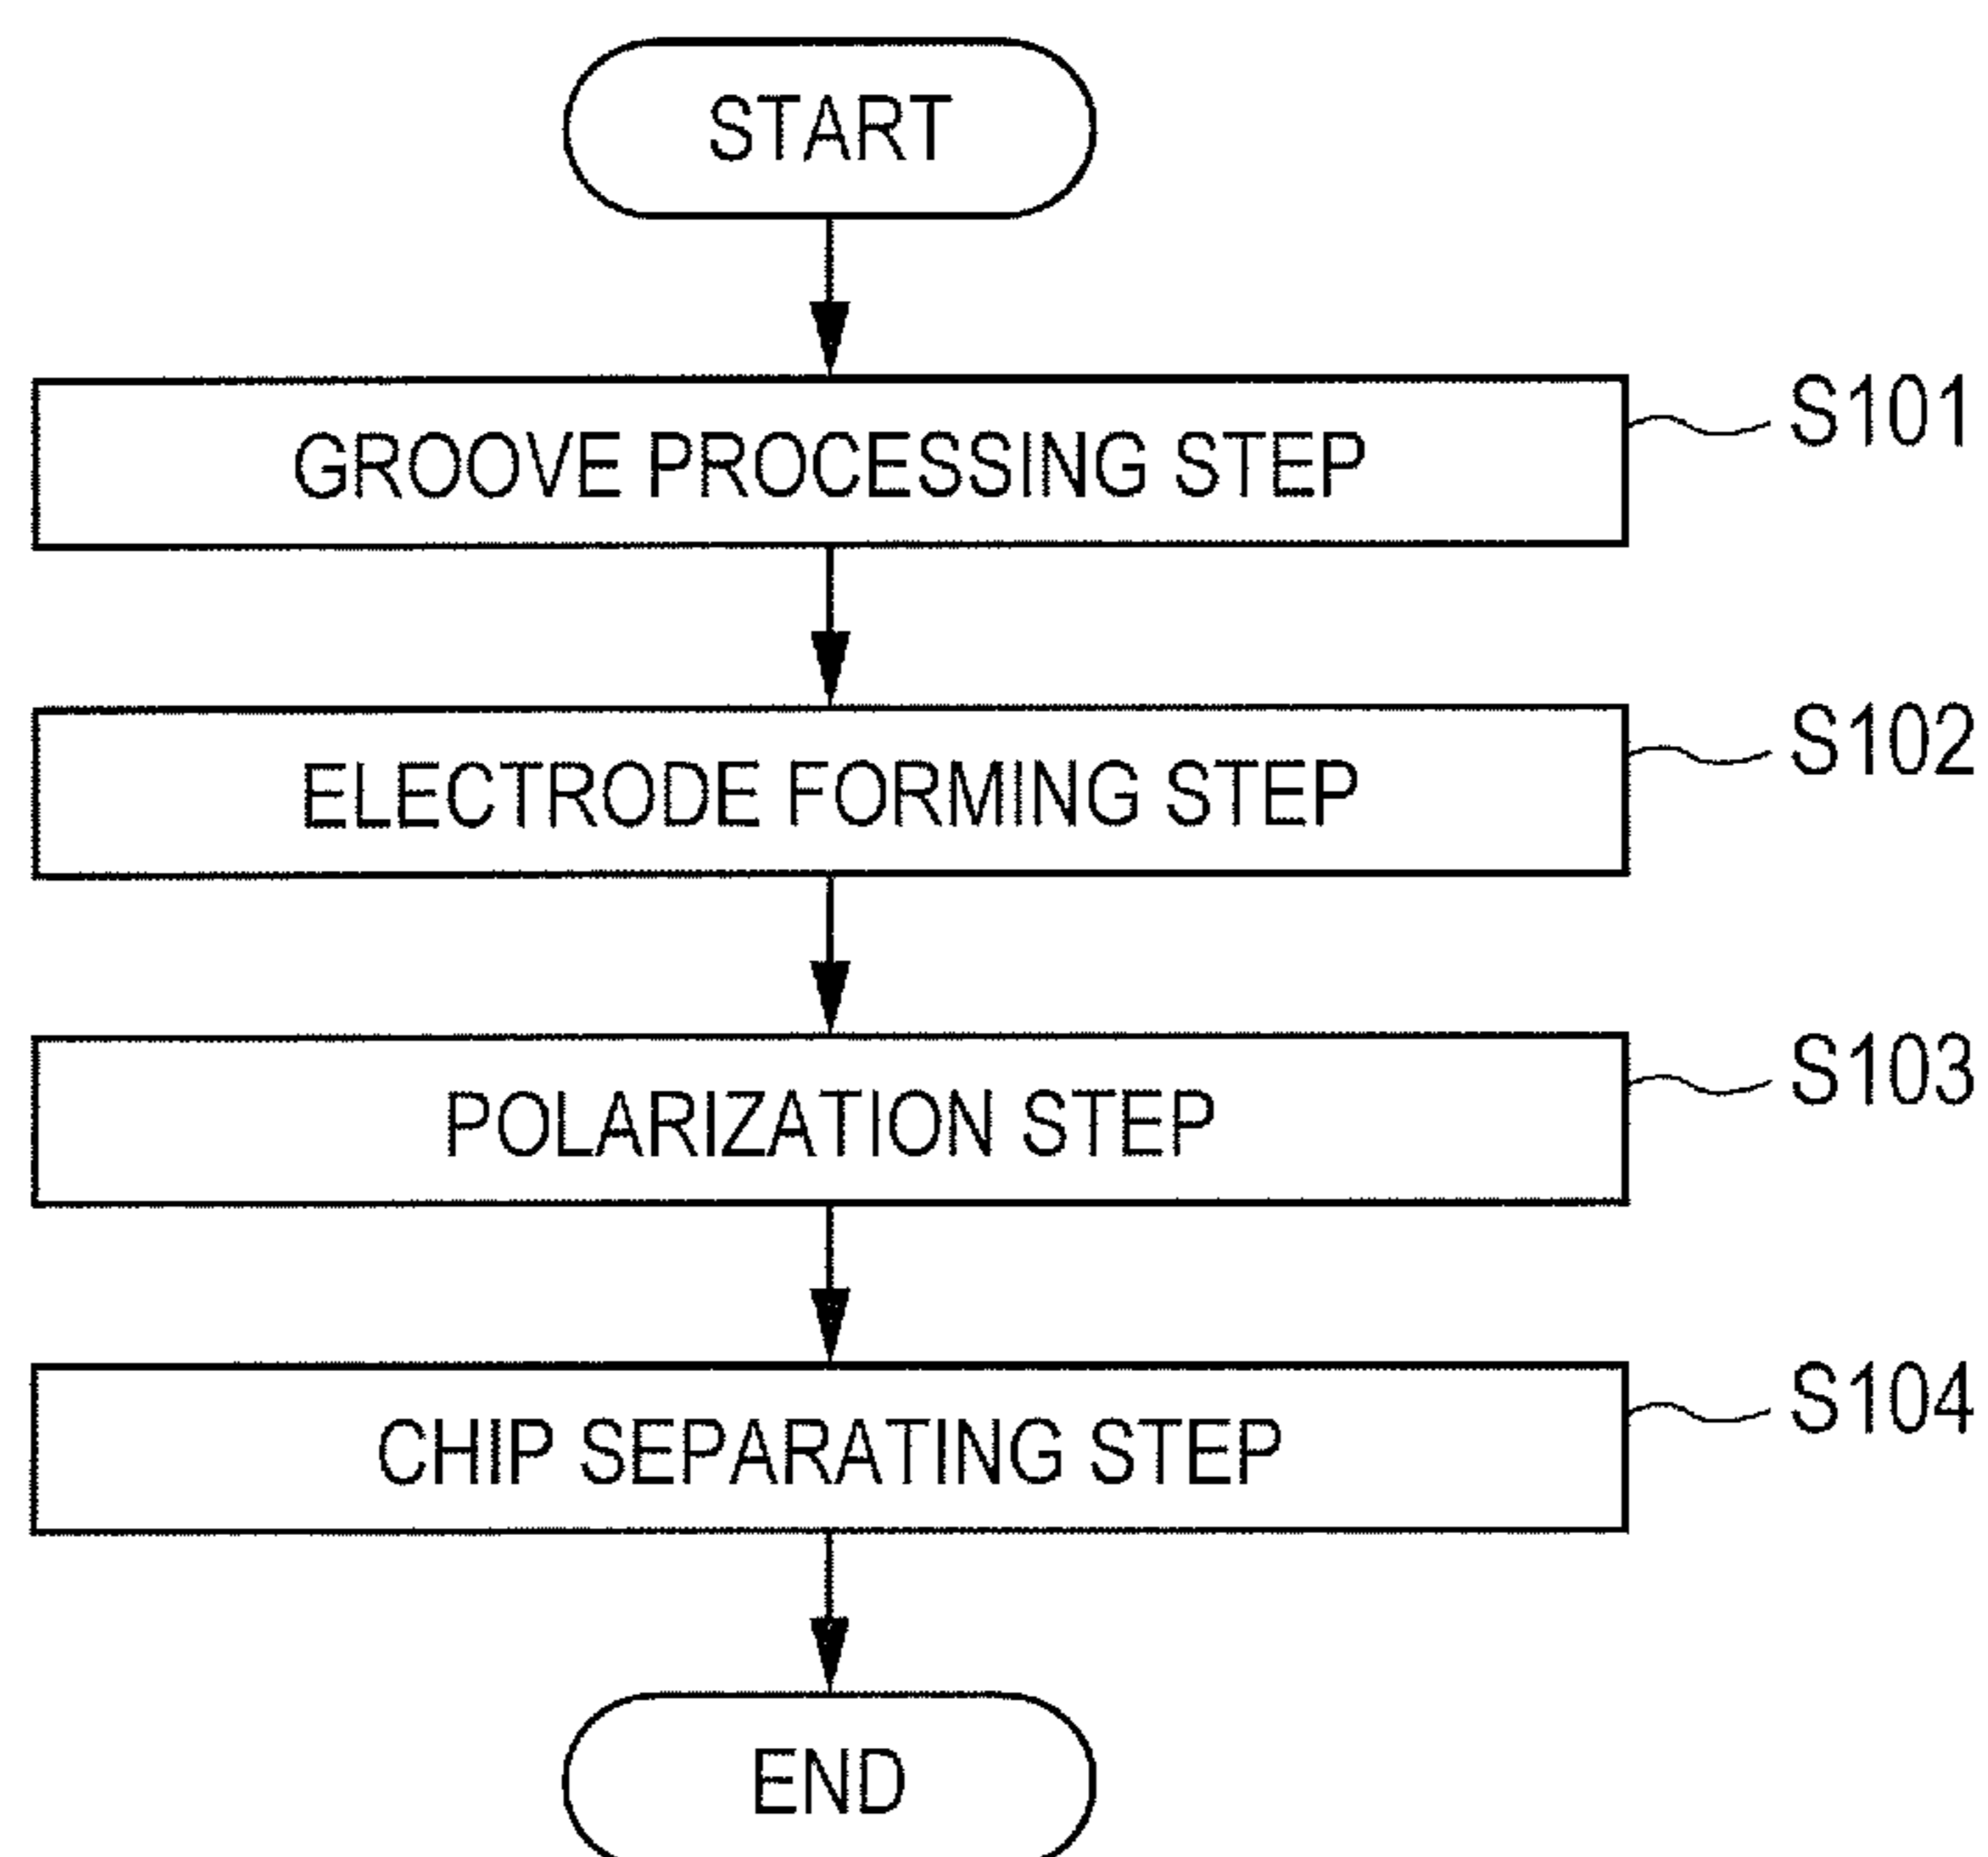 START
GROOVE PROCESSING STEP S101
ELECTRODE FORMING STEP S102
POLARIZATION STEP S103
CHIP SEPARATING STEP S104
END